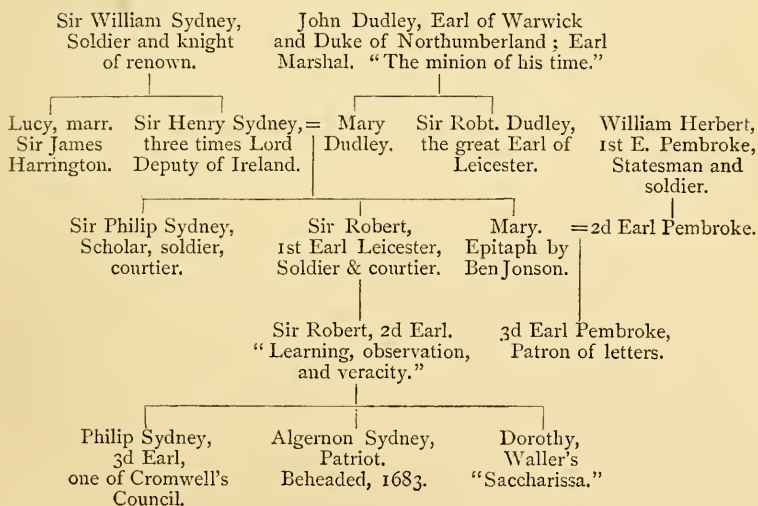 Sir William Sydney,
Soldier and knight
of renown.
John Dudley, Earl of Warwick
and Duke of Northumberland ; Earl
Marshal. “The minion of his time.”
Lucy, marr.
Sir James
Harrington.
Sir Henry Sydney, =
three times Lord
Deputy of Ireland.
Mary
Dudley.
Sir Robt. Dudley,
the great Earl of
Leicester.
William Herbert,
1st E. Pembroke,
Statesman and
soldier.
Sir Philip Sydney,
Scholar, soldier,
courtier.
Sir Robert,
1st Earl Leicester,
Soldier & courtier.
Mary.
Epitaph by
Ben Jonson.
= 2d Earl Pembroke.
Sir Robert, 2d Earl.
“Learning, observation,
and veracity.”
3d Earl Pembroke,
Patron of letters.
Philip Sydney,
3d Earl,
one of Cromwell’s
Council.
Algernon Sydney,
Patriot.
Beheaded, 1683.
Dorothy,
Waller’s
“Saccharissa.”